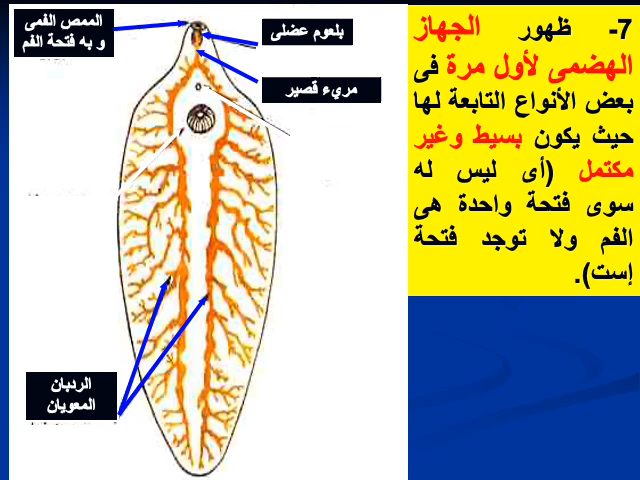 7- ظهور الجهاز
الهضمى لأول مرة فى
بعض الأنواع التابعة لها
حيث يكون بسيط وغير
مكتمل (أى ليس له
سوى فتحة واحدة هى
الفم ولا توجد فتحة
إست).
الممص الفمى
و به فتحة الفم
بلعوم عضلى
مريء قصير
الردبان
المعويان